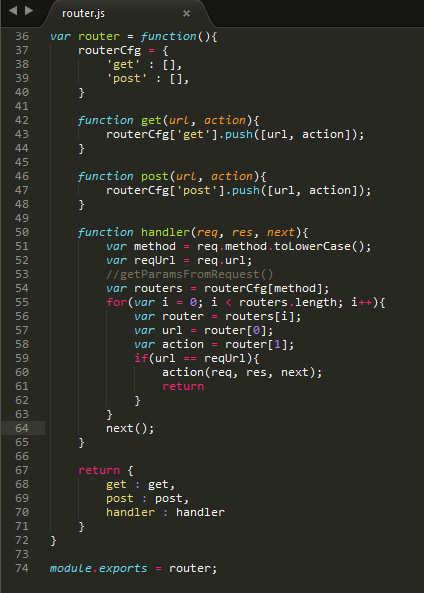 router.js ×
36 var router = function(){
37     routerCfg = {
38         'get' : [],
39         'post' : [],
40     }
41
42     function get(url, action){
43         routerCfg['get'].push([url, action]);
44     }
45
46     function post(url, action){
47         routerCfg['post'].push([url, action]);
48     }
49
50     function handler(req, res, next){
51         var method = req.method.toLowerCase();
52         var reqUrl = req.url;
53         //getParamsFromRequest()
54         var routers = routerCfg[method];
55         for(var i = 0; i < routers.length; i++){
56             var router = routers[i];
57             var url = router[0];
58             var action = router[1];
59             if(url == reqUrl){
60                 action(req, res, next);
61                 return
62             }
63         }
64         next();
65     }
66
67     return {
68         get : get,
69         post : post,
70         handler : handler
71     }
72 }
73
74 module.exports = router;